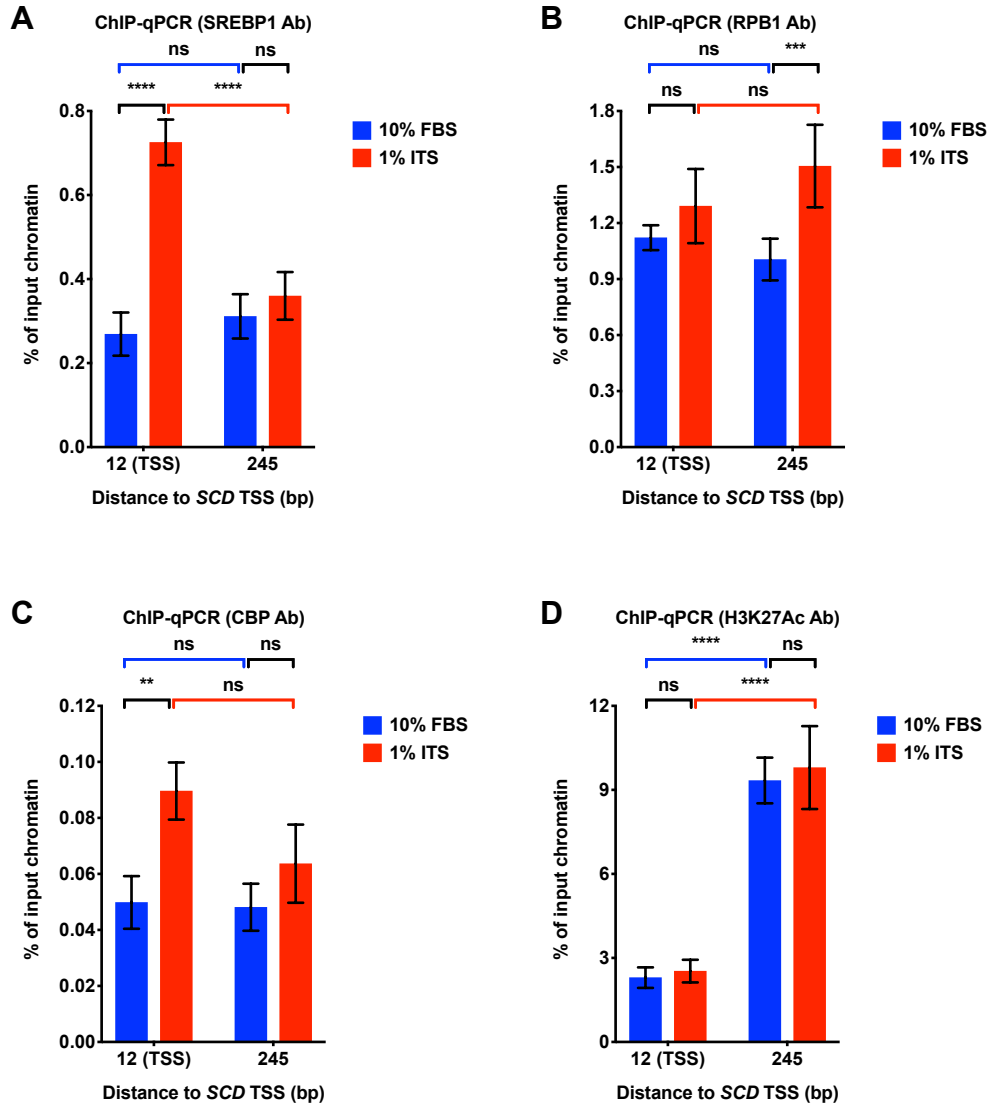 A
ChIP-qPCR (SREBP1 Ab)
ns
ns
****
****
0.8
0.6
0.4
0.2
0.0
% of input chromatin
12 (TSS)
245
Distance to SCD TSS (bp)
10% FBS
1% ITS
B
ChIP-qPCR (RPB1 Ab)
ns
***
ns
ns
1.8
1.5
1.2
0.9
0.6
0.3
0.0
% of input chromatin
12 (TSS)
245
Distance to SCD TSS (bp)
10% FBS
1% ITS
C
ChIP-qPCR (CBP Ab)
ns
ns
**
ns
0.12
0.10
0.08
0.06
0.04
0.02
0.00
% of input chromatin
12 (TSS)
245
Distance to SCD TSS (bp)
10% FBS
1% ITS
D
ChIP-qPCR (H3K27Ac Ab)
****
ns
ns
****
12
9
6
3
0
% of input chromatin
12 (TSS)
245
Distance to SCD TSS (bp)
10% FBS
1% ITS